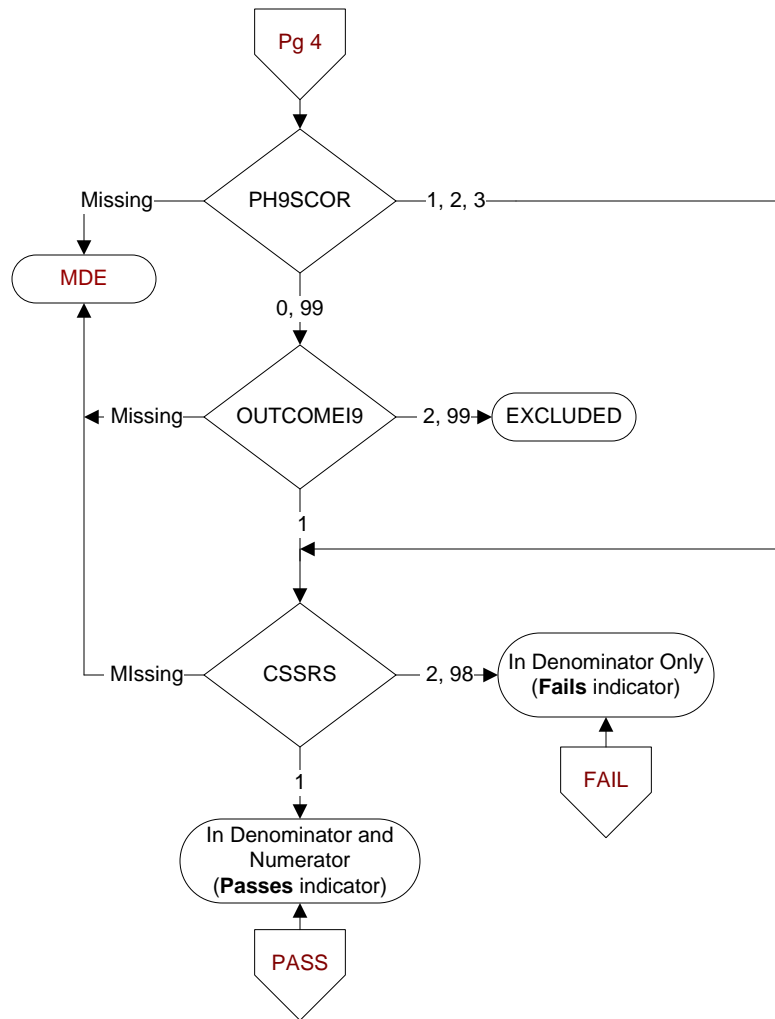 Pg 4
PH9SCOR
Missing
1, 2, 3
MDE
0, 99
Missing
OUTCOMEI9
2, 99
EXCLUDED
1
MIssing
CSSRS
2, 98
In Denominator Only
(Fails indicator)
FAIL
1
In Denominator and
Numerator
(Passes indicator)
PASS